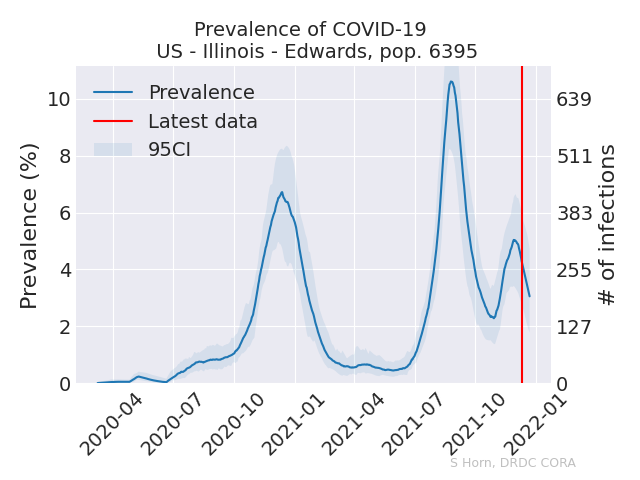 Prevalence of COVID-19
US - Illinois - Edwards, pop. 6395
Prevalence
Latest data
95CI
Prevalence (%)
10
8
6
4
2
0
# of infections
639
511
383
255
127
0
2020-04
2020-07
2020-10
2021-01
2021-04
2021-07
2021-10
2022-01
S Horn, DRDC CORA